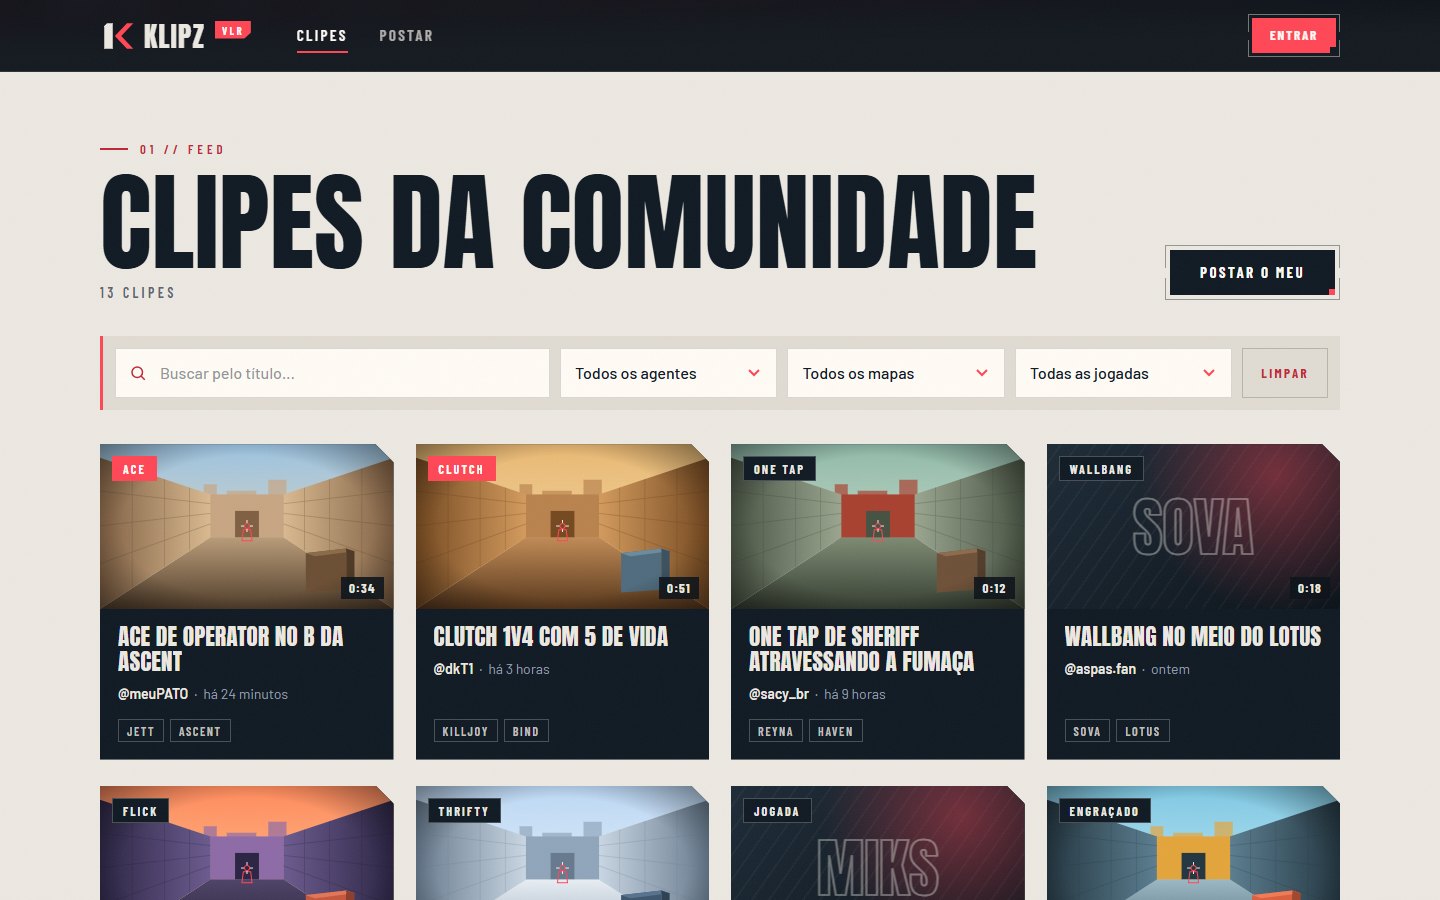 KLIPZ VLR CLIPES POSTAR ENTRAR
01 // FEED
CLIPES DA COMUNIDADE
13 CLIPES
POSTAR O MEU
Buscar pelo título... Todos os agentes Todos os mapas Todas as jogadas LIMPAR
ACE
0:34
ACE DE OPERATOR NO B DA
ASCENT
@meuPATO · há 24 minutos
JETT ASCENT
CLUTCH
0:51
CLUTCH 1V4 COM 5 DE VIDA
@dkT1 · há 3 horas
KILLJOY BIND
ONE TAP
0:12
ONE TAP DE SHERIFF
ATRAVESSANDO A FUMAÇA
@sacy_br · há 9 horas
REYNA HAVEN
WALLBANG
SOVA
0:18
WALLBANG NO MEIO DO LOTUS
@aspas.fan · ontem
SOVA LOTUS
FLICK
THRIFTY
JOGADA
MIKS
ENGRAÇADO